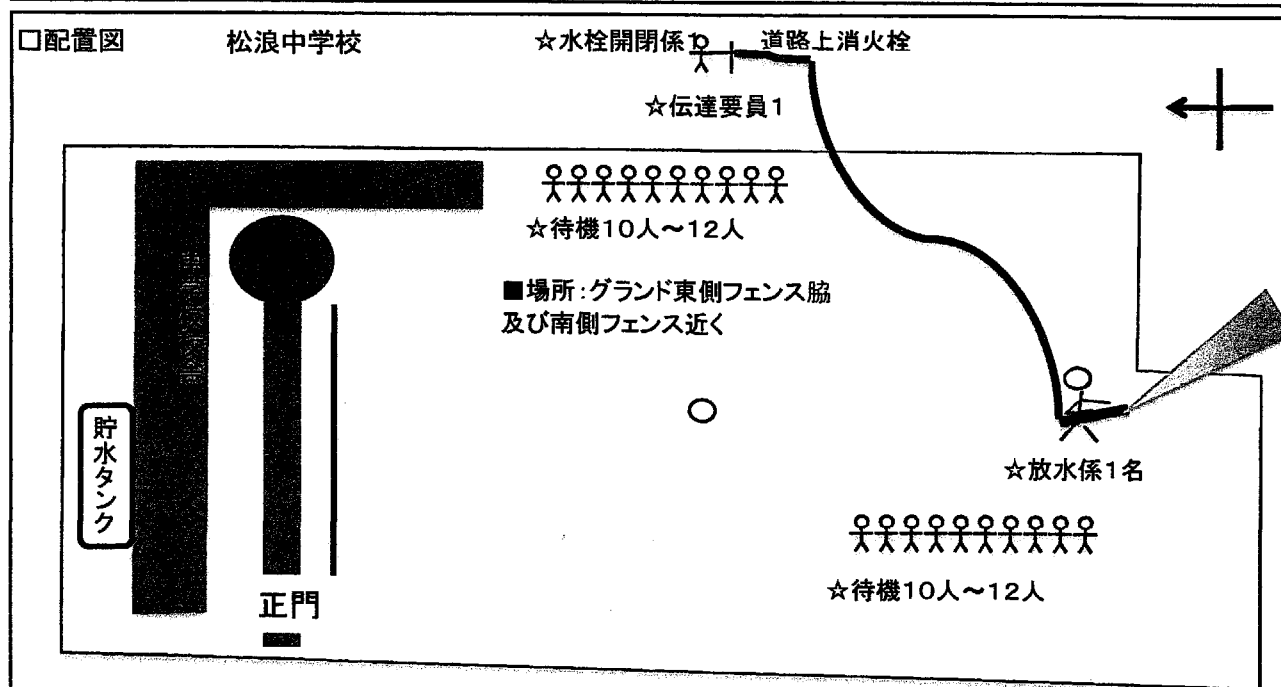 □配置図
松浪中学校
☆水栓開閉係1
道路上消火栓
☆伝達要員1
☆待機10人～12人
■場所：グランド東側フェンス脇
及び南側フェンス近く
貯水タンク
☆放水係1名
☆待機10人～12人
正門